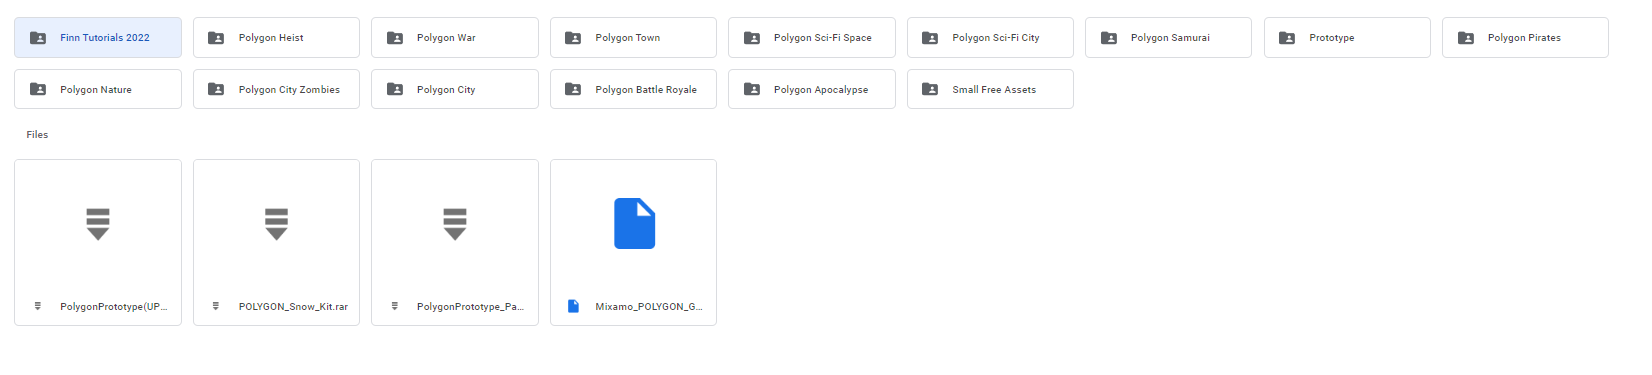 Finn Tutorials 2022
Polygon Heist
Polygon War
Polygon Town
Polygon Sci-Fi Space
Polygon Sci-Fi City
Polygon Samurai
Prototype
Polygon Pirates
Polygon Nature
Polygon City Zombies
Polygon City
Polygon Battle Royale
Polygon Apocalypse
Small Free Assets
Files
PolygonPrototype(UP...
POLYGON_Snow_Kit.rar
PolygonPrototype_Pa...
Mixamo_POLYGON_G...